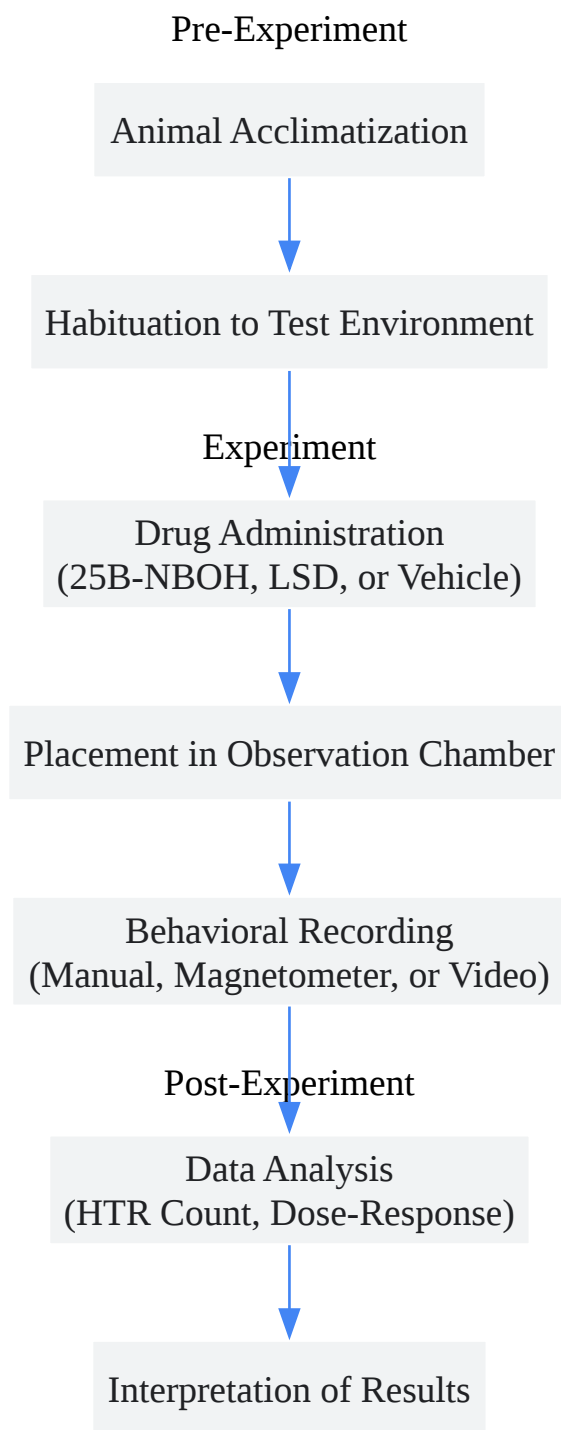 Pre-Experiment
Animal Acclimatization
Habituation to Test Environment
Experiment
Drug Administration
(25B-NBOH, LSD, or Vehicle)
Placement in Observation Chamber
Behavioral Recording
(Manual, Magnetometer, or Video)
Post-Experiment
Data Analysis
(HTR Count, Dose-Response)
Interpretation of Results